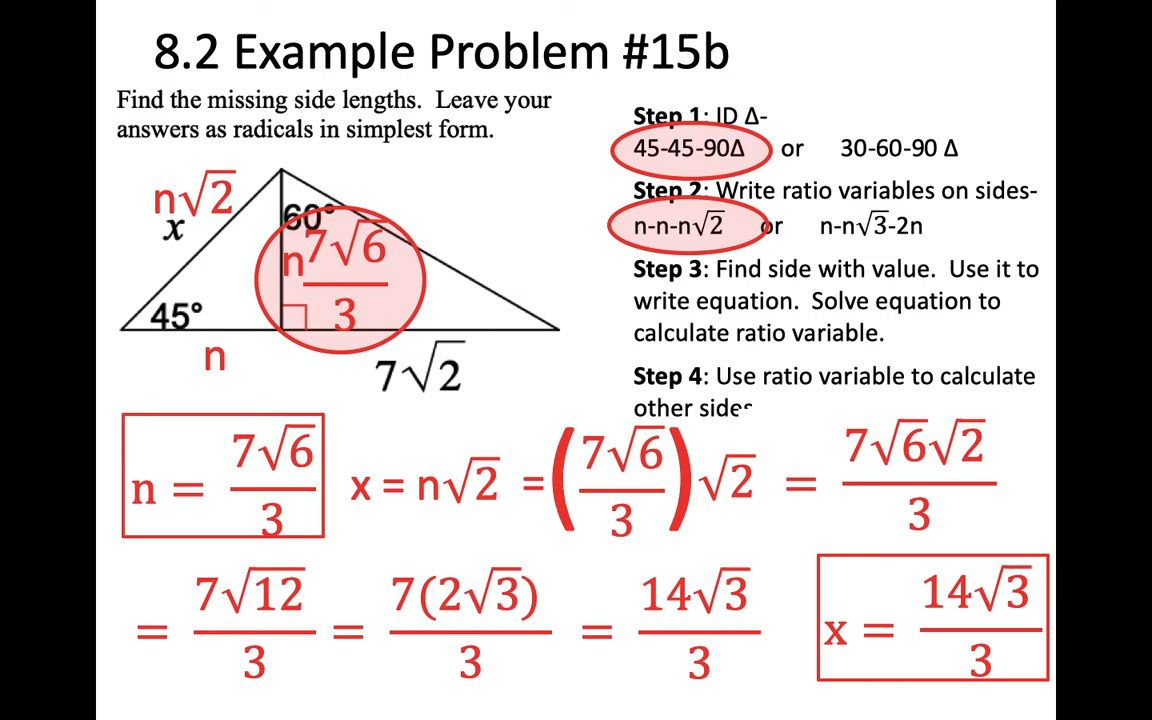 8.2 Example Problem #15b
Find the missing side lengths. Leave your
answers as radicals in simplest form.
n√2
x
60°
n
7√6/3
45°
n
7√2
Step 1: ID Δ-
45-45-90Δ or 30-60-90 Δ
Step 2: Write ratio variables on sides-
n-n-n√2 or n-n√3-2n
Step 3: Find side with value. Use it to
write equation. Solve equation to
calculate ratio variable.
Step 4: Use ratio variable to calculate
other sides
n = 7√6/3
x = n√2 = (7√6/3)√2 = 7√6√2/3
= 7√12/3 = 7(2√3)/3 = 14√3/3
x = 14√3/3